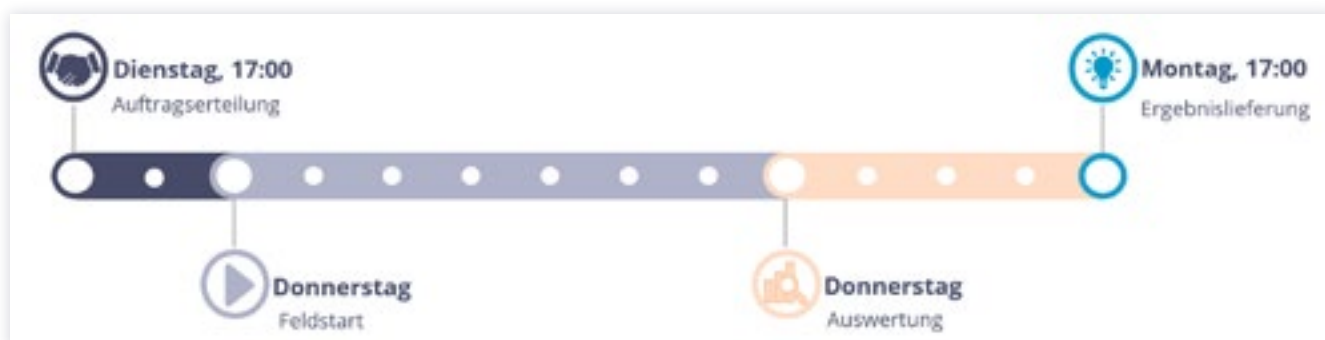 Dienstag, 17:00
Auftragserteilung
Montag, 17:00
Ergebnislieferung
Donnerstag
Feldstart
Donnerstag
Auswertung